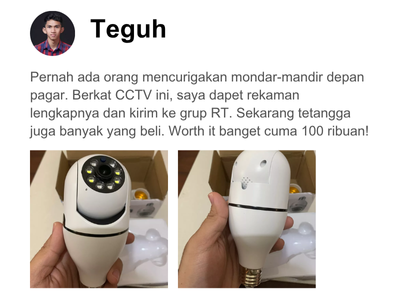 Teguh
Pernah ada orang mencurigakan mondar-mandir depan
pagar. Berkat CCTV ini, saya dapet rekaman
lengkapnya dan kirim ke grup RT. Sekarang tetangga
juga banyak yang beli. Worth it banget cuma 100 ribuan!